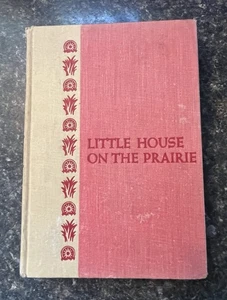 LITTLE HOUSE
ON THE PRAIRIE